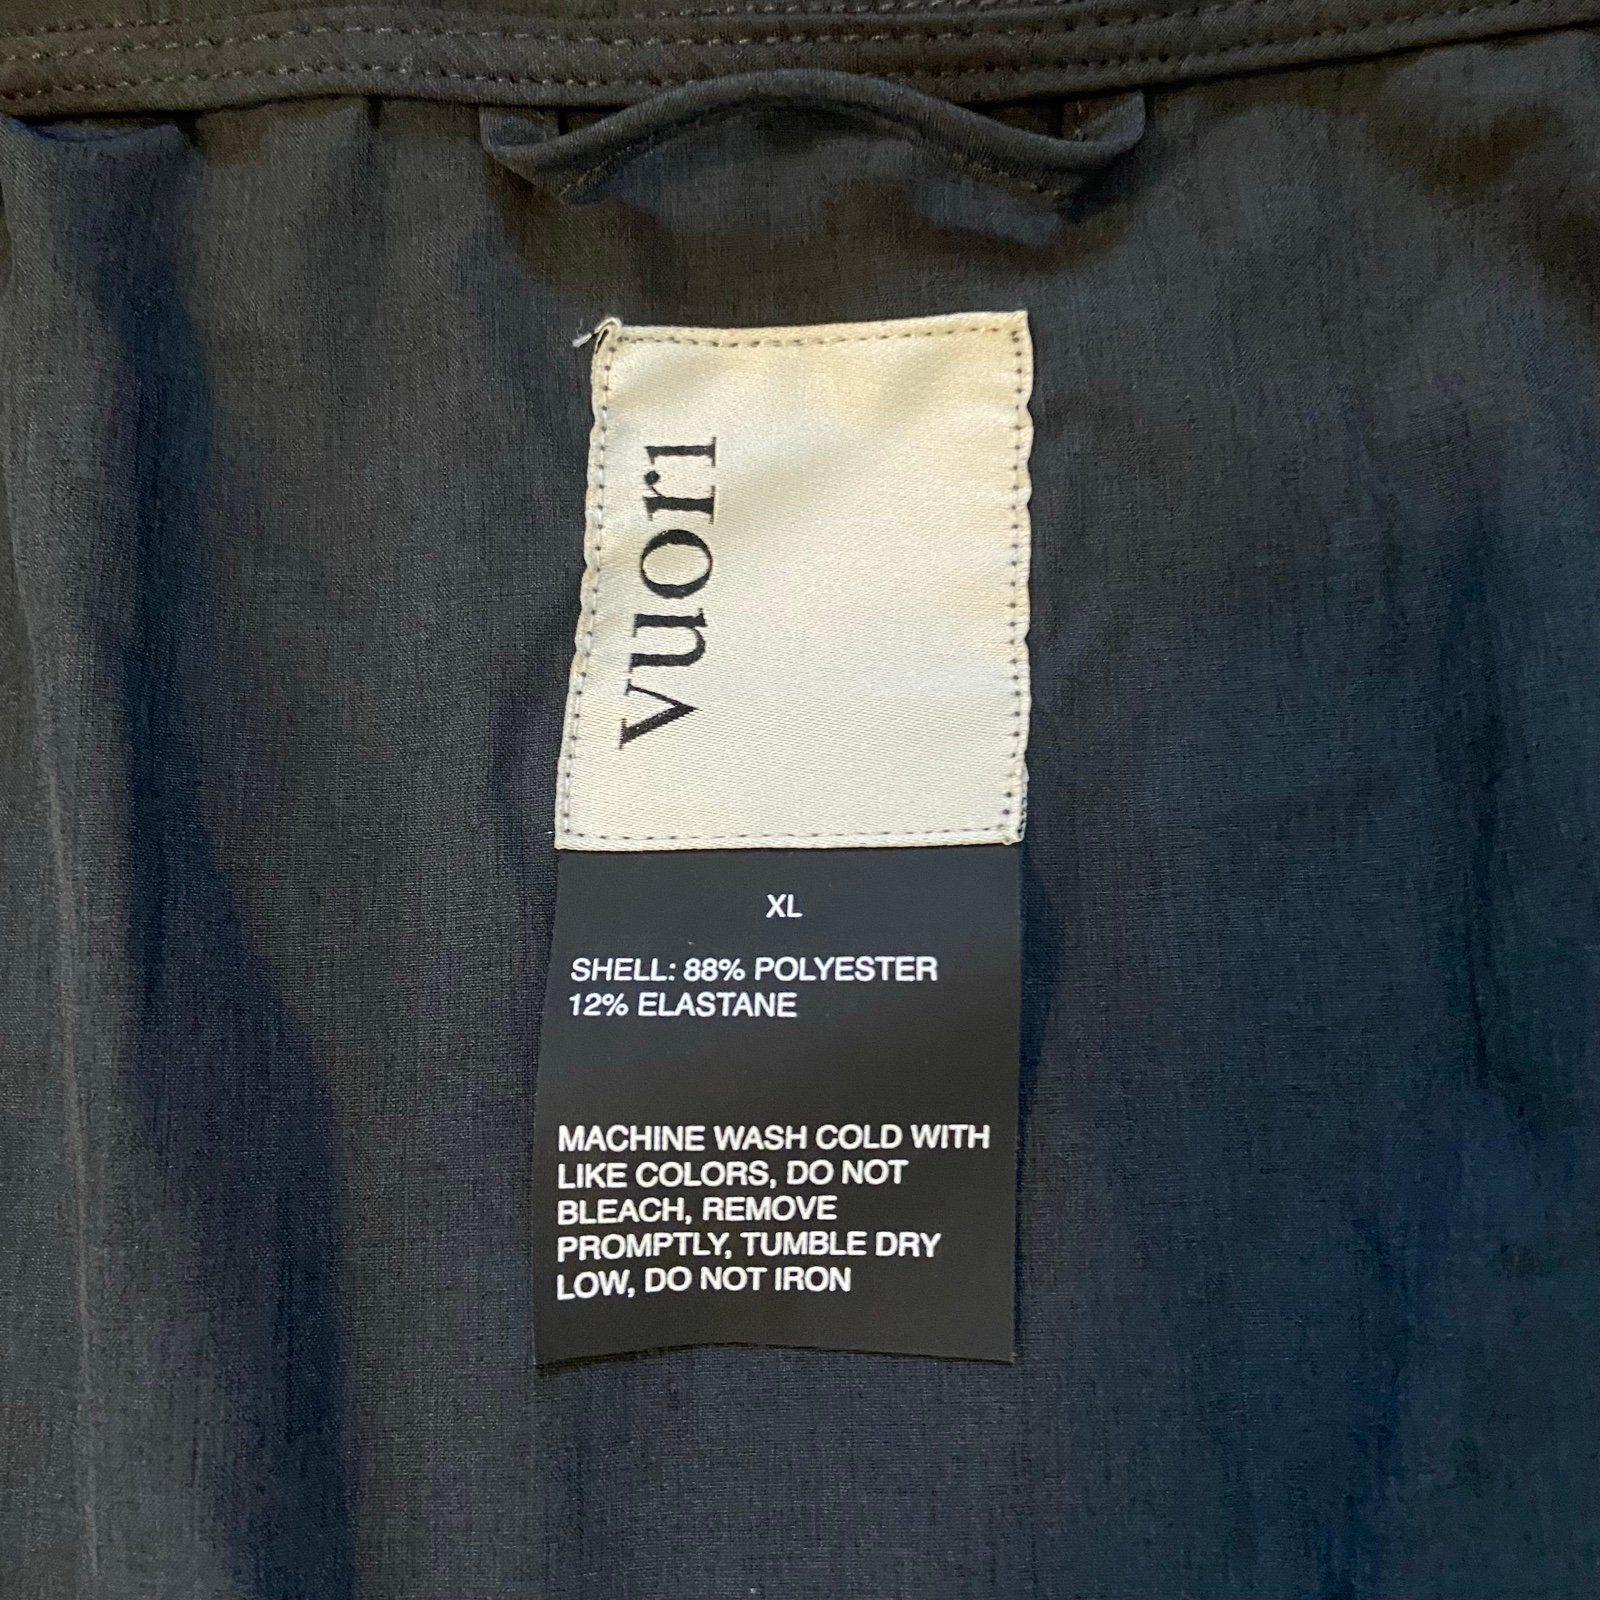 vuori
XL
SHELL: 88% POLYESTER
12% ELASTANE
MACHINE WASH COLD WITH
LIKE COLORS, DO NOT
BLEACH, REMOVE
PROMPTLY, TUMBLE DRY
LOW, DO NOT IRON